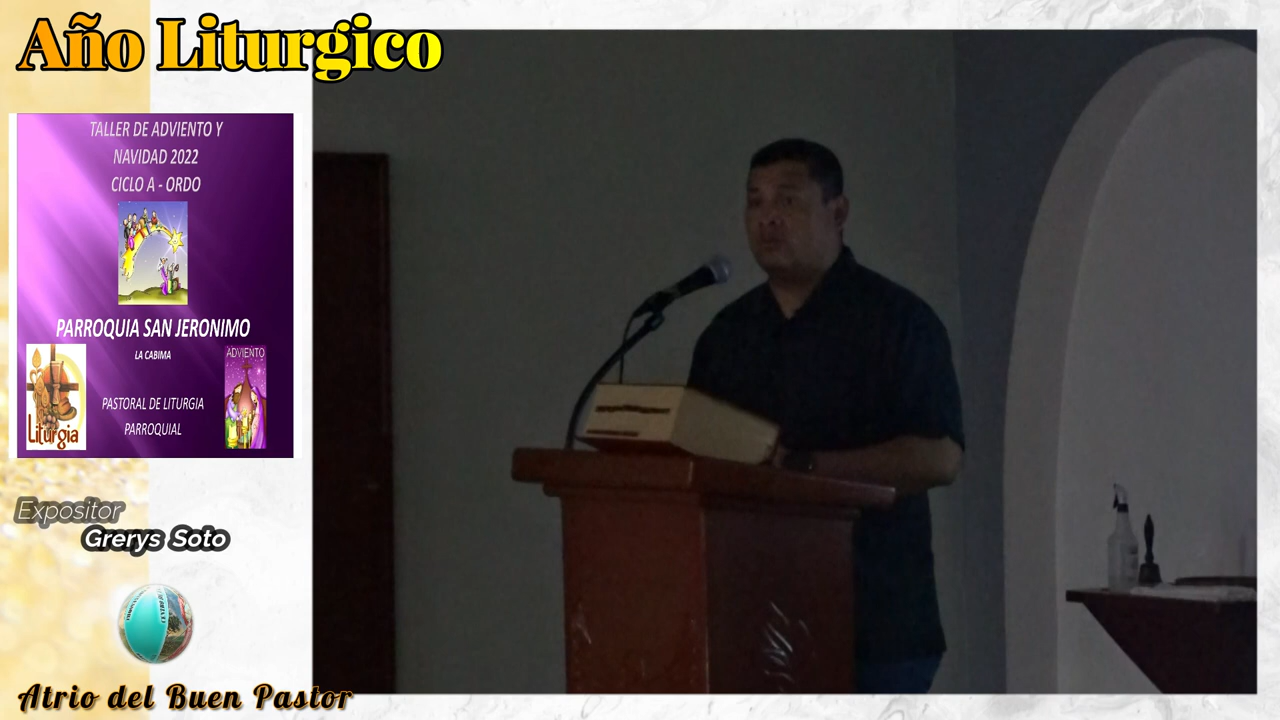 Año Liturgico
TALLER DE ADVIENTO Y
NAVIDAD 2022
CICLO A - ORDO
PARROQUIA SAN JERONIMO
LA CABIMA
ADVIENTO
PASTORAL DE LITURGIA
PARROQUIAL
Liturgia
Expositor
Grerys Soto
Atrio del Buen Pastor